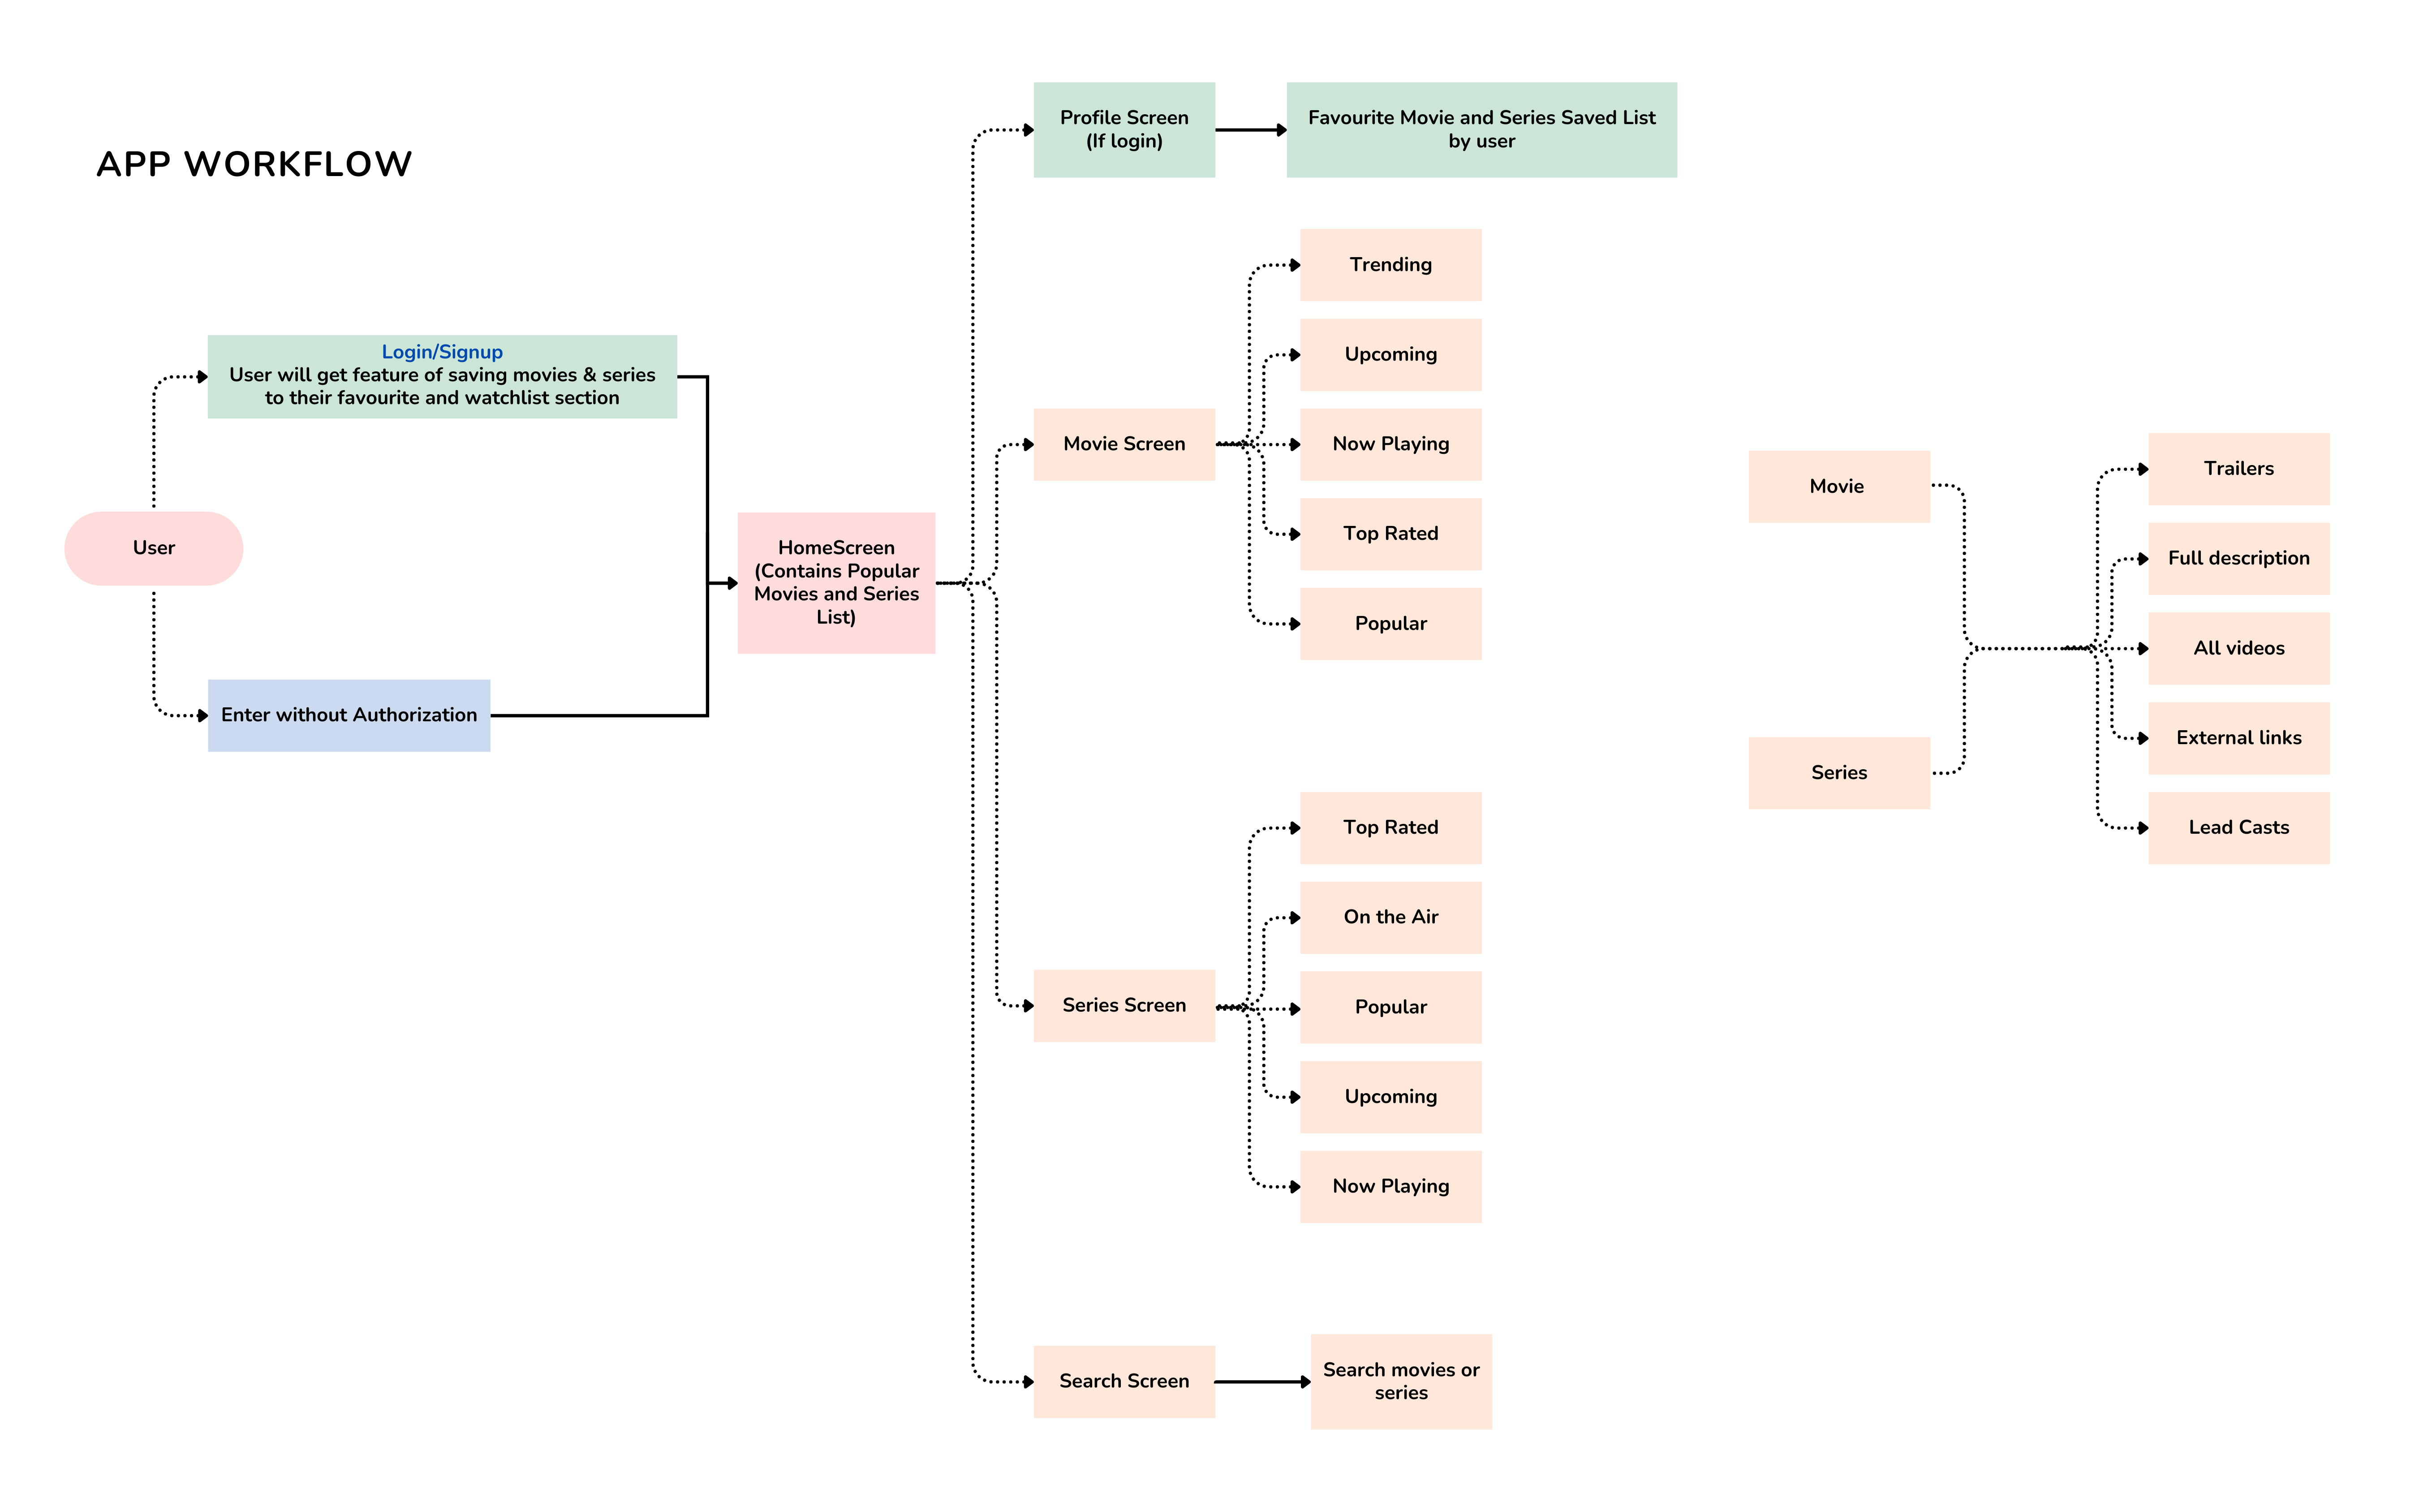 APP WORKFLOW
Login/Signup
User will get feature of saving movies & series
to their favourite and watchlist section
User
Enter without Authorization
HomeScreen
(Contains Popular
Movies and Series
List)
Profile Screen
(If login)
Favourite Movie and Series Saved List
by user
Movie Screen
Trending
Upcoming
Now Playing
Top Rated
Popular
Series Screen
Top Rated
On the Air
Popular
Upcoming
Now Playing
Search Screen
Search movies or
series
Movie
Series
Trailers
Full description
All videos
External links
Lead Casts